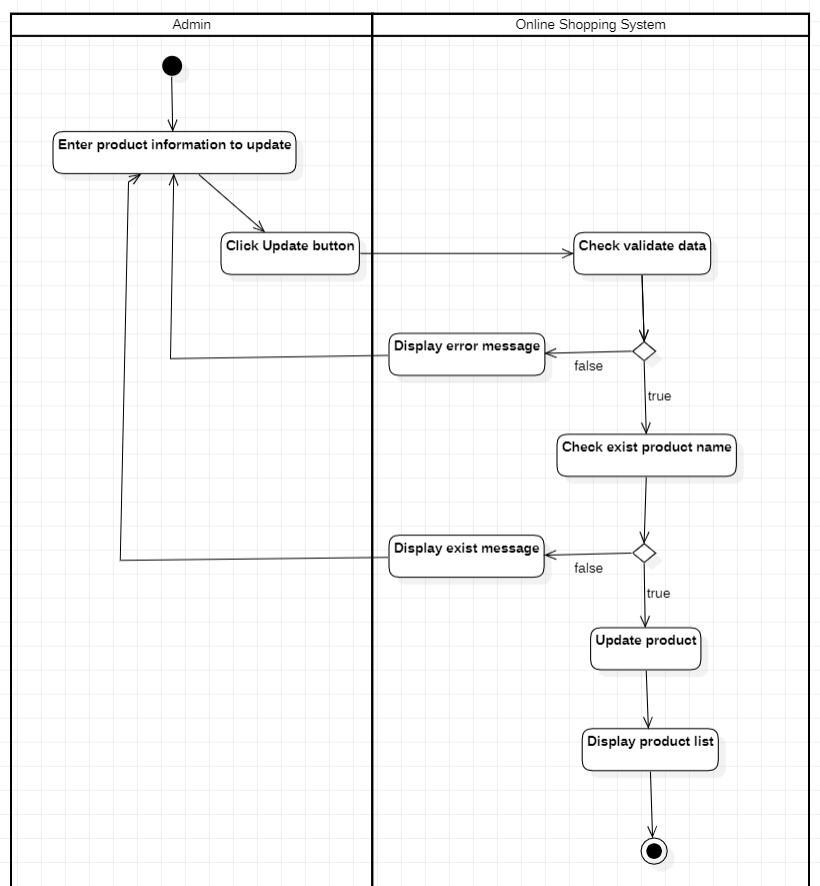 Admin
Online Shopping System
Enter product information to update
Click Update button
Check validate data
Display error message
false
true
Check exist product name
Display exist message
false
true
Update product
Display product list